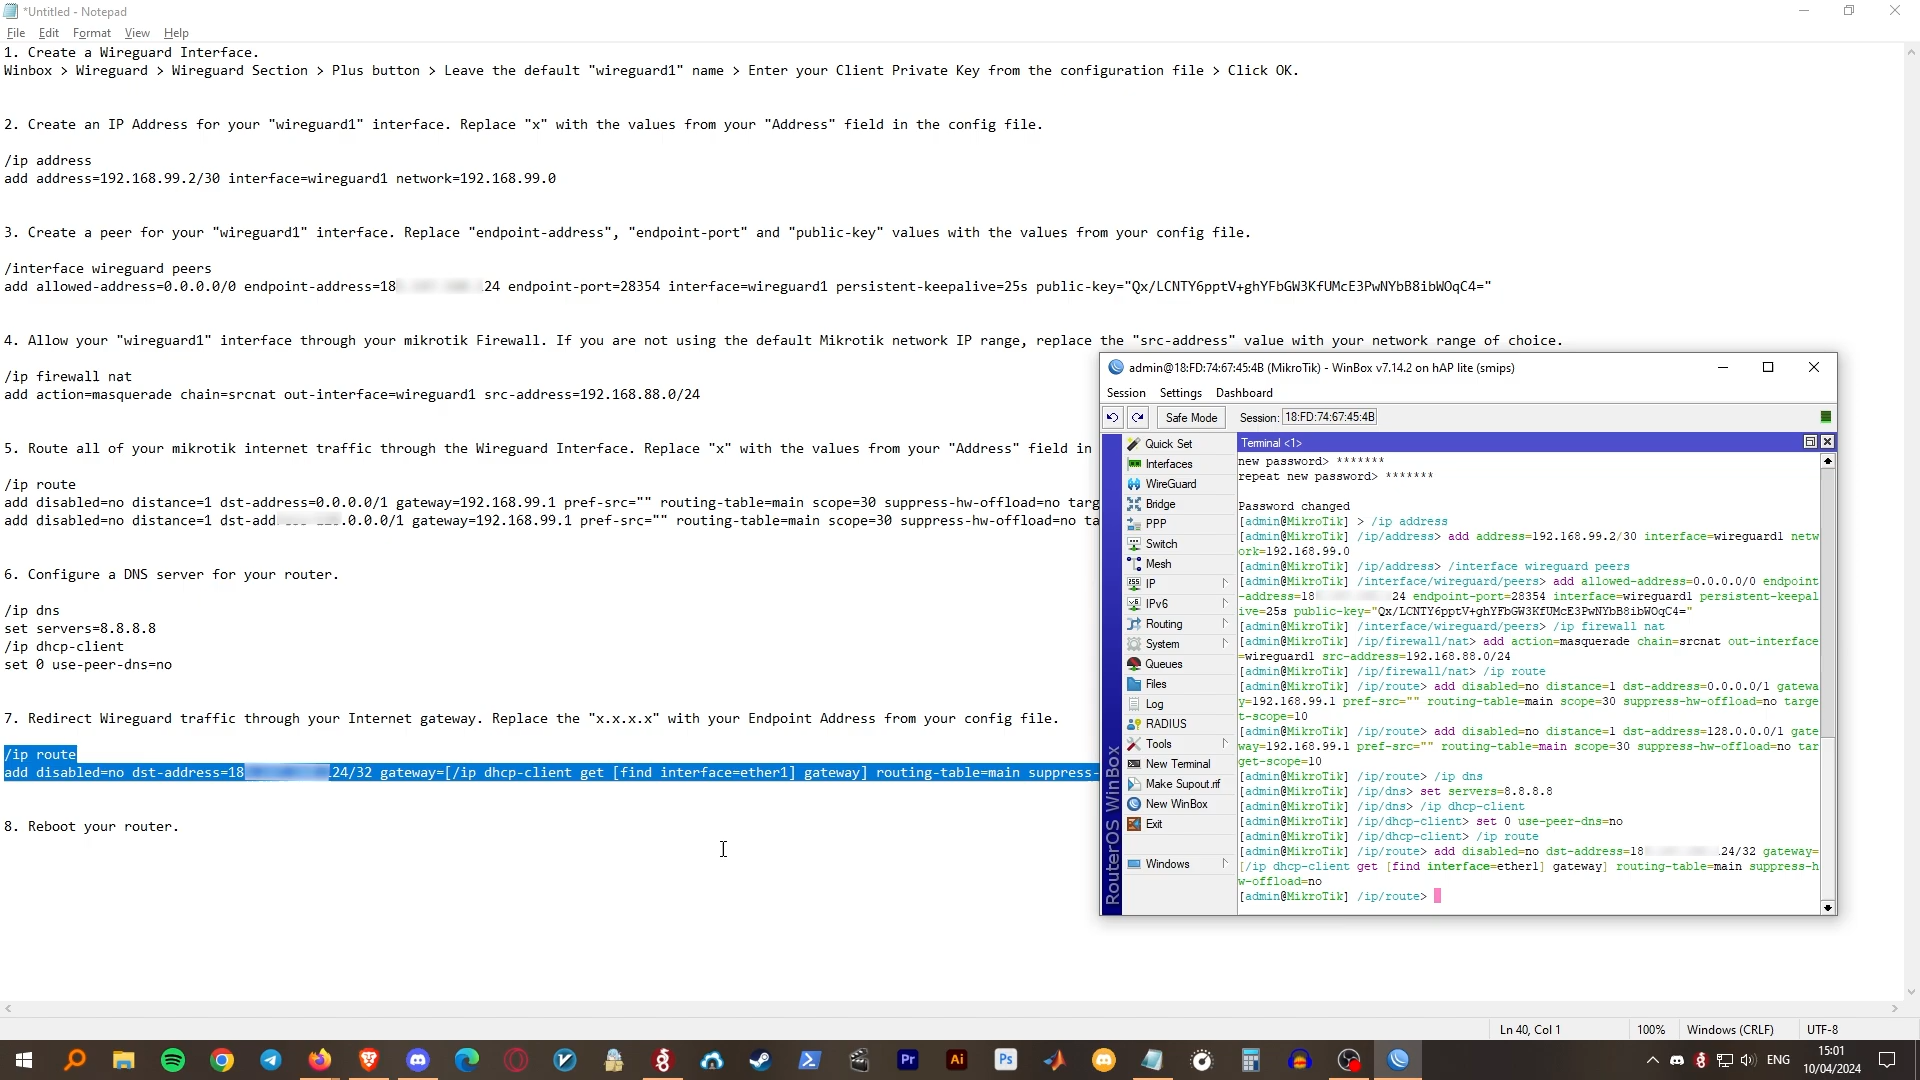 *Untitled - Notepad
File Edit Format View Help
1. Create a Wireguard Interface.
Winbox > Wireguard > Wireguard Section > Plus button > Leave the default "wireguard1" name > Enter your Client Private Key from the configuration file > Click OK.
2. Create an IP Address for your "wireguard1" interface. Replace "x" with the values from your "Address" field in the config file.
/ip address
add address=192.168.99.2/30 interface=wireguard1 network=192.168.99.0
3. Create a peer for your "wireguard1" interface. Replace "endpoint-address", "endpoint-port" and "public-key" values with the values from your config file.
/interface wireguard peers
add allowed-address=0.0.0.0/0 endpoint-address=18 24 endpoint-port=28354 interface=wireguard1 persistent-keepalive=25s public-key="Qx/LCNTY6pptV+ghYFbGW3KfUMcE3PwNYbB8ibWOqC4="
4. Allow your "wireguard1" interface through your mikrotik Firewall. If you are not using the default Mikrotik network IP range, replace the "src-address" value with your network range of choice.
/ip firewall nat
add action=masquerade chain=srcnat out-interface=wireguard1 src-address=192.168.88.0/24
5. Route all of your mikrotik internet traffic through the Wireguard Interface. Replace "x" with the values from your "Address" field in
/ip route
add disabled=no distance=1 dst-address=0.0.0.0/1 gateway=192.168.99.1 pref-src="" routing-table=main scope=30 suppress-hw-offload=no targ
add disabled=no distance=1 dst-add .0.0.0/1 gateway=192.168.99.1 pref-src="" routing-table=main scope=30 suppress-hw-offload=no ta
6. Configure a DNS server for your router.
/ip dns
set servers=8.8.8.8
/ip dhcp-client
set 0 use-peer-dns=no
7. Redirect Wireguard traffic through your Internet gateway. Replace the "x.x.x.x" with your Endpoint Address from your config file.
/ip route
add disabled=no dst-address=18 24/32 gateway=[/ip dhcp-client get [find interface=ether1] gateway] routing-table=main suppress-
8. Reboot your router.
Ln 40, Col 1 100% Windows (CRLF) UTF-8
admin@18:FD:74:67:45:4B (MikroTik) - WinBox v7.14.2 on hAP lite (smips)
Session Settings Dashboard
Safe Mode Session: 18:FD:74:67:45:4B
RouterOS WinBox
Quick Set
Interfaces
WireGuard
Bridge
PPP
Switch
Mesh
IP
IPv6
Routing
System
Queues
Files
Log
RADIUS
Tools
New Terminal
Make Supout.rif
New WinBox
Exit
Windows
Terminal <1>
new password> *******
repeat new password> *******
Password changed
[admin@MikroTik] > /ip address
[admin@MikroTik] /ip/address> add address=192.168.99.2/30 interface=wireguard1 netw
ork=192.168.99.0
[admin@MikroTik] /ip/address> /interface wireguard peers
[admin@MikroTik] /interface/wireguard/peers> add allowed-address=0.0.0.0/0 endpoint
-address=18 24 endpoint-port=28354 interface=wireguard1 persistent-keepal
ive=25s public-key="Qx/LCNTY6pptV+ghYFbGW3KfUMcE3PwNYbB8ibWOqC4="
[admin@MikroTik] /interface/wireguard/peers> /ip firewall nat
[admin@MikroTik] /ip/firewall/nat> add action=masquerade chain=srcnat out-interface
=wireguard1 src-address=192.168.88.0/24
[admin@MikroTik] /ip/firewall/nat> /ip route
[admin@MikroTik] /ip/route> add disabled=no distance=1 dst-address=0.0.0.0/1 gatewa
y=192.168.99.1 pref-src="" routing-table=main scope=30 suppress-hw-offload=no targe
t-scope=10
[admin@MikroTik] /ip/route> add disabled=no distance=1 dst-address=128.0.0.0/1 gate
way=192.168.99.1 pref-src="" routing-table=main scope=30 suppress-hw-offload=no tar
get-scope=10
[admin@MikroTik] /ip/route> /ip dns
[admin@MikroTik] /ip/dns> set servers=8.8.8.8
[admin@MikroTik] /ip/dns> /ip dhcp-client
[admin@MikroTik] /ip/dhcp-client> set 0 use-peer-dns=no
[admin@MikroTik] /ip/dhcp-client> /ip route
[admin@MikroTik] /ip/route> add disabled=no dst-address=18 .24/32 gateway=
[/ip dhcp-client get [find interface=ether1] gateway] routing-table=main suppress-h
w-offload=no
[admin@MikroTik] /ip/route>
Pr Ai Ps
ENG
15:01
10/04/2024